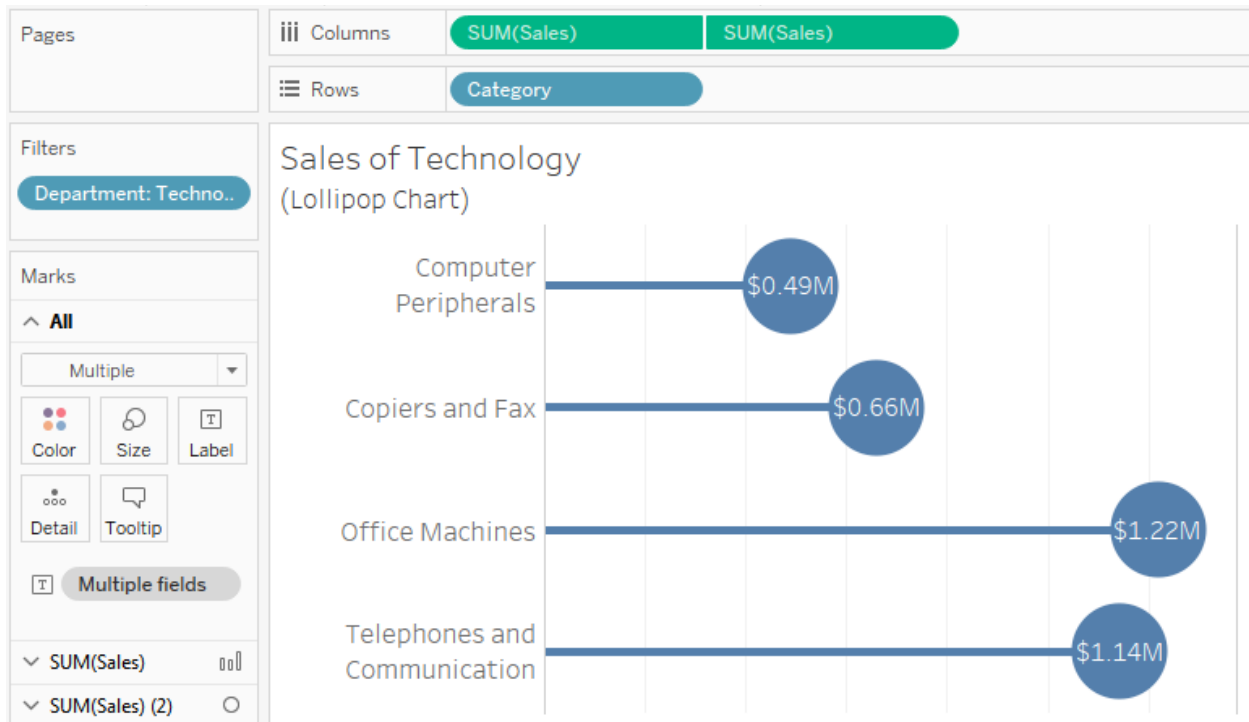 Pages
Columns SUM(Sales) SUM(Sales)
Rows Category
Filters
Department: Techno..
Marks
All
Multiple
Color Size Label
Detail Tooltip
T Multiple fields
SUM(Sales)
SUM(Sales) (2)
Sales of Technology
(Lollipop Chart)
Computer
Peripherals
$0.49M
Copiers and Fax $0.66M
Office Machines $1.22M
Telephones and
Communication
$1.14M